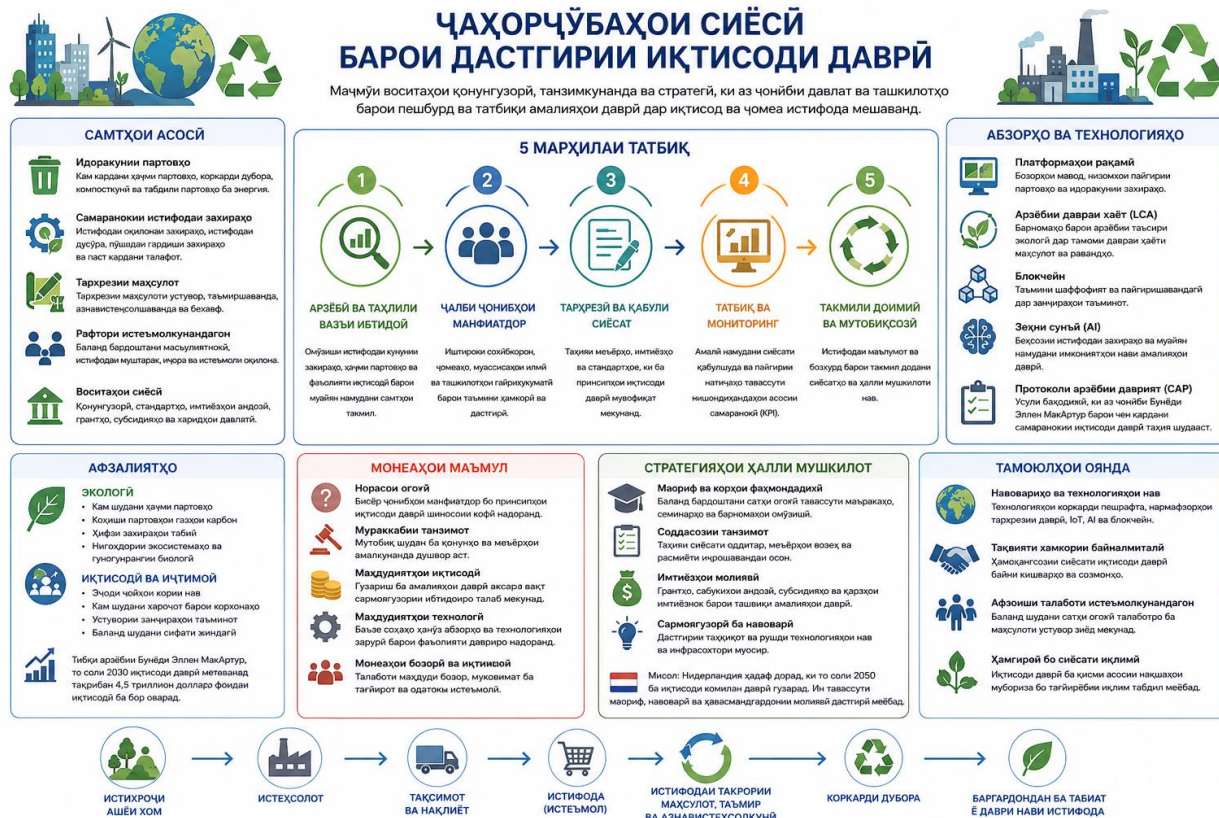 ҶАХОРҶӮБАҲОИ СИЁСӢ
БАРОИ ДАСТГИРИИ ИҚТИСОДИ ДАВРӢ
Маҷмӯи воситаҳои қонунгузорӣ, танзимкунанда ва стратегӣ, ки аз ҷониби давлат ва ташкилотҳо
барои пешбурд ва татбиқи амалияҳои даврӣ дар иқтисод ва ҷомеа истифода мешаванд.
САМТҲОИ АСОСӢ
Идоракунии партовҳо
Кам кардани ҳаҷми партовҳо, коркарди дубора,
компосткунӣ ва табдили партовҳо ба энергия.
Самаранокии истифодаи захираҳо
Истифодаи оқилонаи захираҳо, истифодаи
дусӯра, пӯшидаи гардиши захираҳо
ва паст кардани талафот.
Тархрезии маҳсулот
Тархрезии маҳсулоти устувор, таъмиршаванда,
азнавистеҳсолшаванда ва бехавф.
Рафтори истеъмолкунандагон
Баланд бардоштани масъулиятнокӣ,
истифодаи муштарак, иҷора ва истеъмоли оқилона.
Воситаҳои сиёсӣ
Қонунгузорӣ, стандартҳо, имтиёзҳои андозӣ,
грантҳо, субсидияҳо ва харидҳои давлатӣ.
5 МАРҲИЛАИ ТАТБИҚ
1
2
3
4
5
АРЗЁБӢ ВА ТАҲЛИЛИ
ВАЗЪИ ИБТИДОӢ
Омӯзиши истифодаи кунунии
закираҳо, ҳаҷми партовҳо ва
фаъолияти иқтисодӣ барои
муайян намудани самтҳои
такмил.
ҶАЛБИ ҶОНИБҲОИ
МАНФИАТДОР
Иштироки соҳибкорон,
ҷомеаҳо, муассисаҳои илмӣ
ва ташкилотҳои ғайриҳукуматӣ
барои таъмини ҳамкорӣ ва
дастгирӣ.
ТАРҲРЕЗӢ ВА ҚАБУЛИ
СИЁСАТ
Таҳияи меъёрҳо, имтиёзҳо
ва стандартҳое, ки ба
принсипҳои иқтисоди
даврӣ мувофиқат
мекунанд.
ТАТБИҚ ВА
МОНИТОРИНГ
Амалӣ намудани сиёсати
қабулшуда ва пайгирии
натиҷаҳо тавассути
нишондиҳандаҳои асосии
самаранокӣ (KPI).
ТАКМИЛИ ДОИМӢ
ВА МУТОБИҚСОЗӢ
Истифодаи маълумот ва
бозхурд барои такмил додани
сиёсатҳо ва ҳалли мушкилоти
нав.
АБЗОРҲО ВА ТЕХНОЛОГИЯҲО
Платформаҳои рақамӣ
Бозорҳои мавод, низомҳои пайгирии
партовҳо ва идоракунии захираҳо.
Арзёбии давраи хаёт (LCA)
Барномаҳо барои арзёбии таъсири
экологӣ дар тамоми давраи ҳаёти
маҳсулот ва равандҳо.
Блокчейн
Таъмини шаффофият ва пайгиришавандагӣ
дар занҷираҳои таъминот.
Зеҳни сунъӣ (AI)
Беҳсозии истифодаи захираҳо ва муайян
намудани имкониятҳои нави амалияҳои
даврӣ.
Протоколи арзёбии даврият (CAP)
Усули баҳодиҳӣ, ки аз ҷониби Бунёди
Эллен МакАртур барои чен кардани
самаранокии иқтисоди даврӣ таҳия шудааст.
АФЗАЛИЯТҲО
ЭКОЛОГӢ
• Кам шудани ҳаҷми партовҳо
• Коҳиши партовҳои газҳои карбон
• Ҳифзи захираҳои табиӣ
• Нигоҳдории экосистемаҳо ва
гуногунрангии биологӣ
ИҚТИСОДӢ ВА ИҶТИМОӢ
• Эҷоди ҷойҳои кории нав
• Кам шудани хароҷот барои корхонаҳо
• Устувории занҷираҳои таъминот
• Баланд шудани сифати жиндагӣ
Тибқи арзёбии Бунёди Эллен МакАртур,
то соли 2030 иқтисоди даврӣ метавонад
тақрибан 4,5 триллион доллар фоидаи
иқтисодӣ ба бор оварад.
МОНЕАҲОИ МАЪМУЛ
Норасои огоҳӣ
Бисёр ҷонибҳои манфиатдор бо принсипҳои
иқтисоди даврӣ шиносоии кофӣ надоранд.
Мураккабии танзимот
Мутобиқ шудан ба қонунҳо ва меъёрҳои
амалкунанда душвор аст.
Маҳдудиятҳои иқтисодӣ
Гузариш ба амалияҳои даврӣ аксара вақт
сармоягузории ибтидоиро талаб мекунад.
Маҳдудиятҳои технологӣ
Баъзе соҳаҳо ҳанӯз абзорҳо ва технологияҳои
зарурӣ барои фаъолияти давриро надоранд.
Монеаҳои бозорӣ ва иҷтимоӣ
Талаботи маҳдуди бозор, муқовимат ба
тағйирот ва одатҳои истеъмолӣ.
СТРАТЕГИЯҲОИ ҲАЛЛИ МУШКИЛОТ
Маориф ва корҳои фаҳмондадиҳӣ
Баланд бардоштани сатҳи огоҳӣ тавассути маъракаҳо,
семинарҳо ва барномаҳои омӯзишӣ.
Соддасозии танзимот
Таҳияи сиёсати оддитар, меъёрҳои возеҳ ва
расмиёти иҷрошавандаи осон.
Имтиёзҳои молиявӣ
Грантҳо, сабукиҳои андозӣ, субсидияҳо ва қарзҳои
имтиёзнок барои ташвиқи амалияҳои даврӣ.
Сармоягузорӣ ба навоварӣ
Дастгирии таҳқиқот ва рушди технологияҳои нав
ва инфрасохтори муосир.
Мисол: Нидерландия ҳадаф дорад, ки то соли 2050
ба иқтисоди комилан даврӣ гузарад. Ин тавассути
маориф, навоварӣ ва ҳавасмандгардонии молиявӣ дастгирӣ меёбад.
ТАМОЮЛҲОИ ОЯНДА
Навовариҳо ва технологияҳои нав
Технологияҳои коркарди пешрафта, нармафзорҳои
тархрезии даврӣ, IoT, AI ва блокчейн.
Тақвияти хамкории байналмиталӣ
Ҳамоҳангсозии сиёсати иқтисоди даврӣ
байни кишварҳо ва созмонҳо.
Афзоиши талаботи истеъмолкунандагон
Баланд шудани сатҳи огоҳӣ талаботро ба
маҳсулоти устувор зиёд мекунад.
Ҳамгироӣ бо сиёсати иқлимӣ
Иқтисоди даврӣ ба қисми асосии нақшаҳои
мубориза бо тағйирёбии иқлим табдил меёбад.
ИСТИХРОҶИ
АШЁИ ХОМ
ИСТЕҲСОЛОТ
ТАҚСИМОТ
ВА НАҚЛИЁТ
ИСТИФОДА
(ИСТЕЪМОЛ)
ИСТИФОДАИ ТАКРОРИИ
МАҲСУЛОТ, ТАЪМИР
ВА АЗНАВИСТЕҲСОЛКУНӢ
КОРКАРДИ ДУБОРА
БАРГАРДОНДАН БА ТАБИАТ
Ё ДАВРИ НАВИ ИСТИФОДА